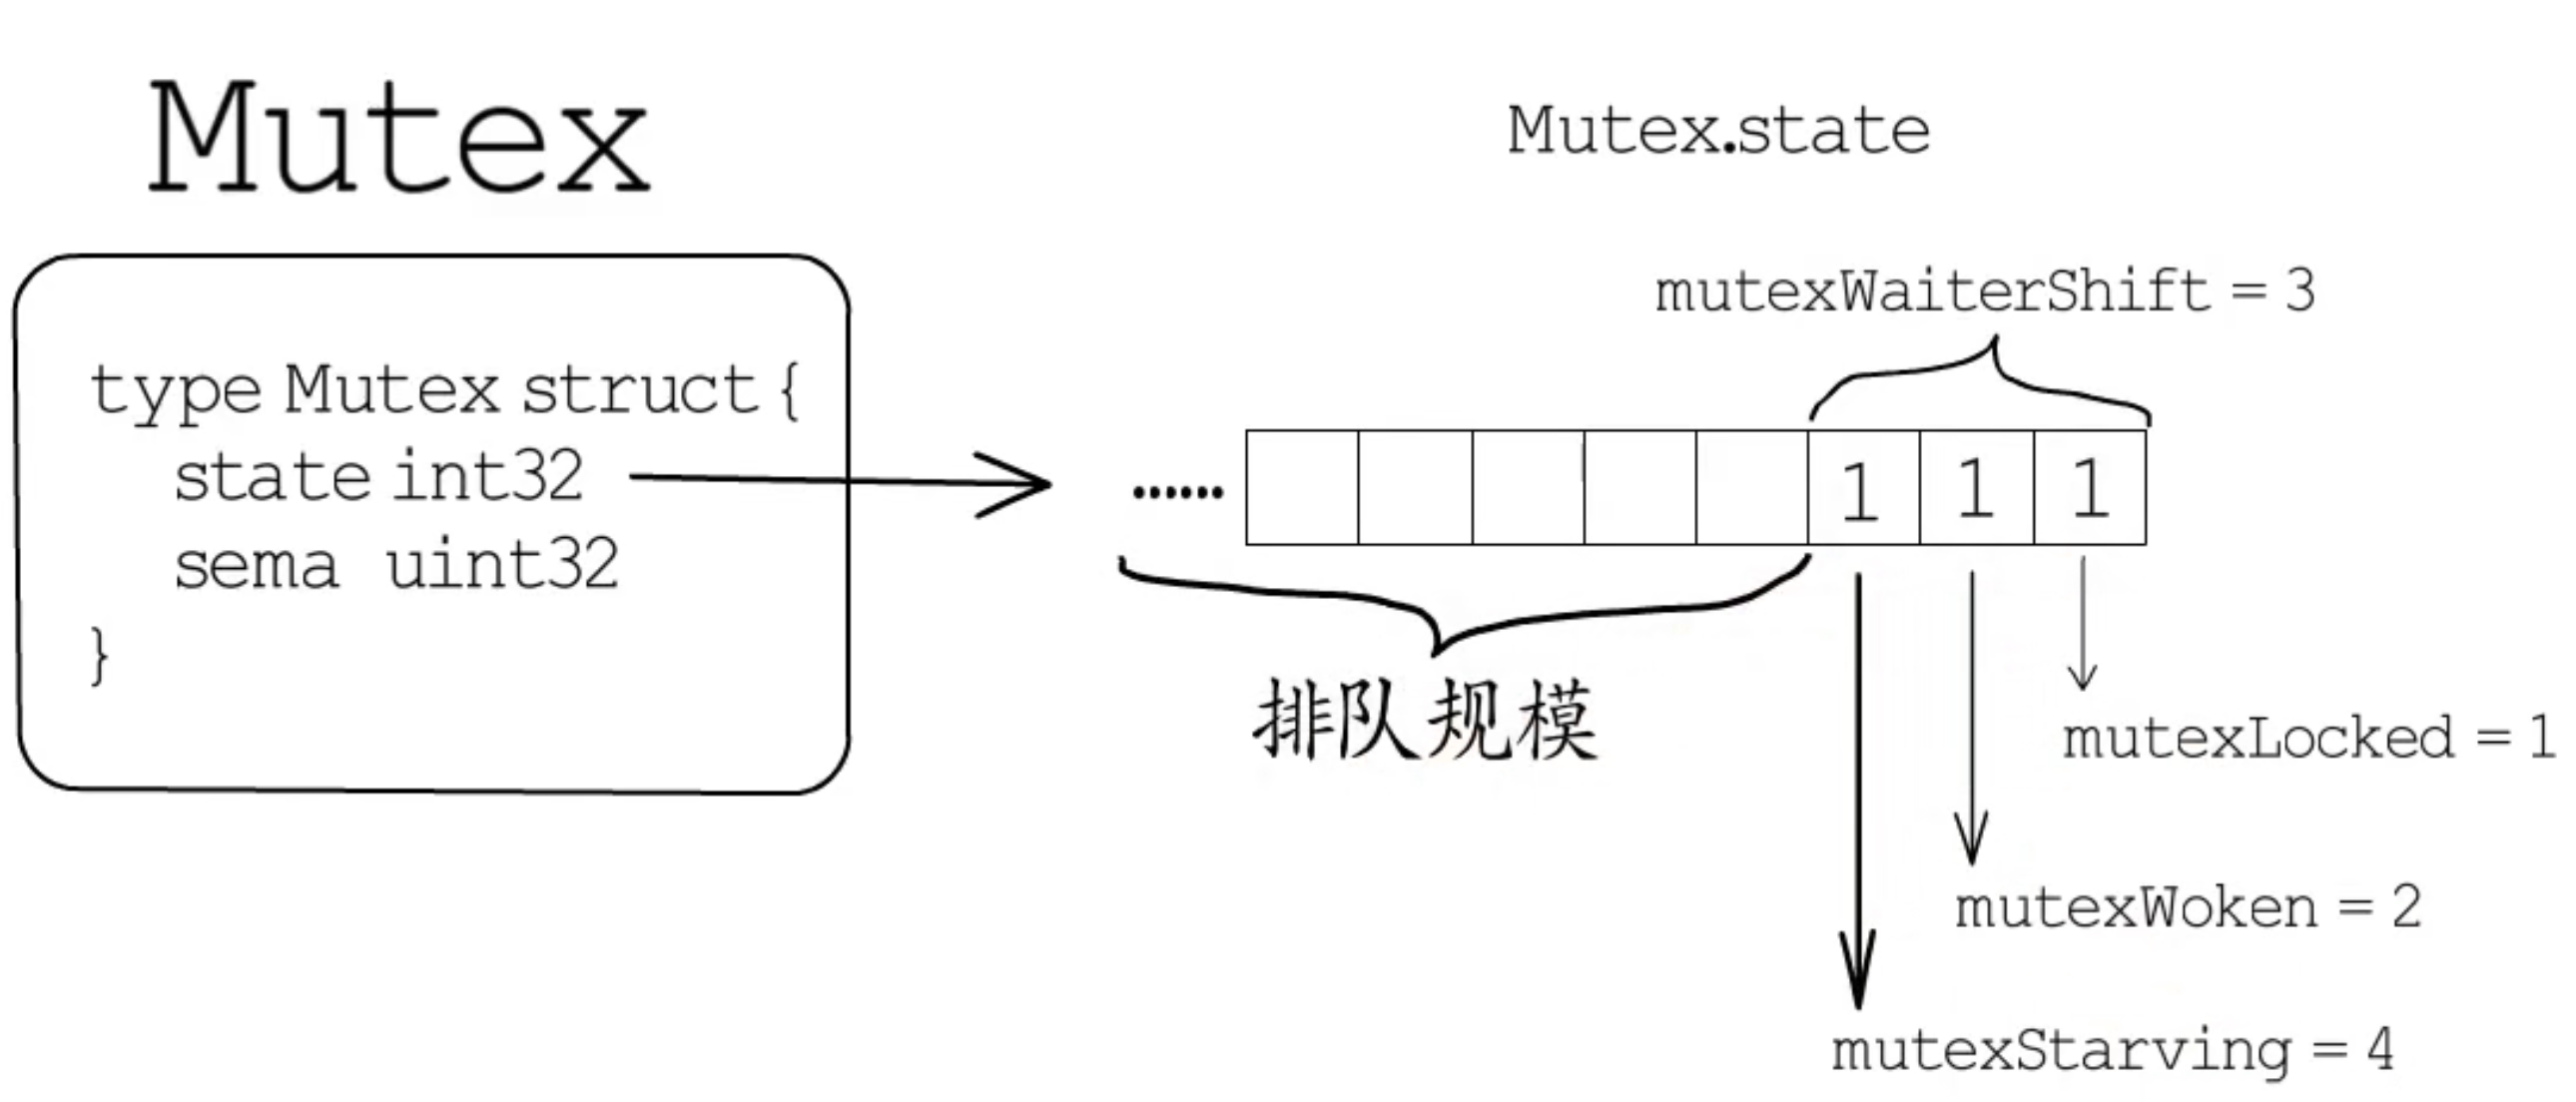 Mutex
type Mutex struct {
state int32
sema uint32
}
Mutex.state
mutexWaiterShift = 3
...... 1 1 1
排队规模
mutexLocked = 1
mutexWoken = 2
mutexStarving = 4